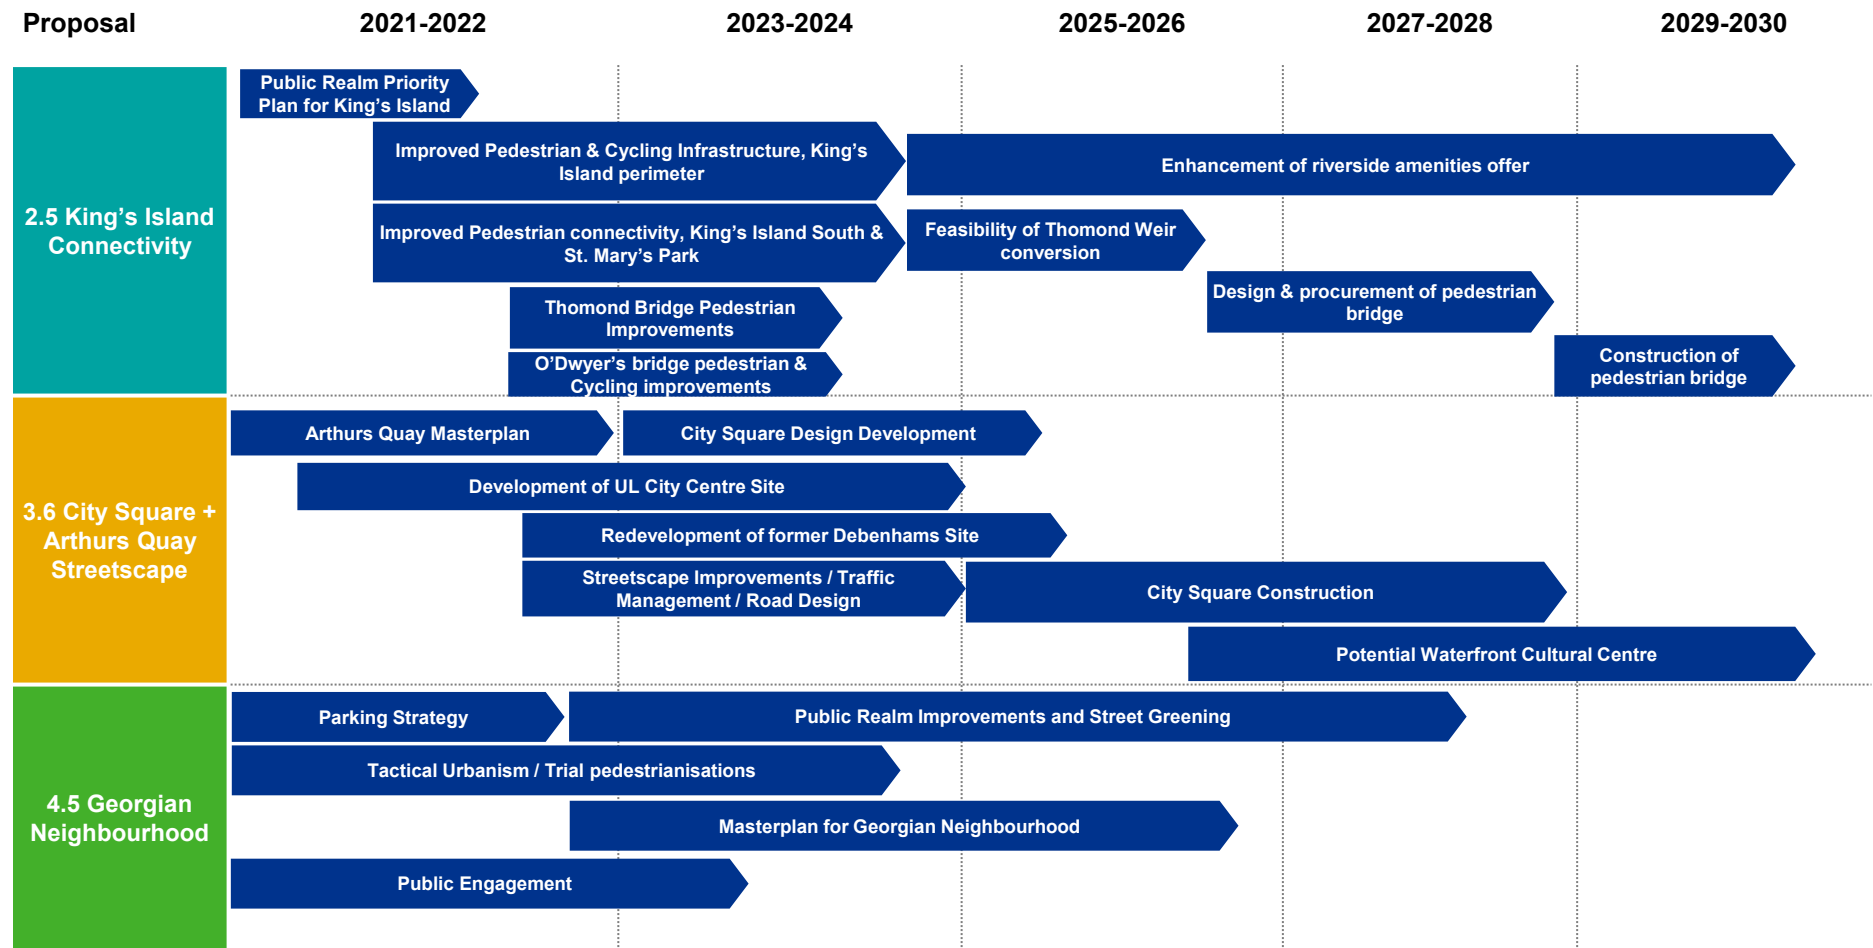 Proposal
2021-2022
2023-2024
2025-2026
2027-2028
2029-2030
2.5 King’s Island
Connectivity
Public Realm Priority
Plan for King’s Island
Improved Pedestrian & Cycling Infrastructure, King’s
Island perimeter
Enhancement of riverside amenities offer
Improved Pedestrian connectivity, King’s Island South &
St. Mary’s Park
Feasibility of Thomond Weir
conversion
Thomond Bridge Pedestrian
Improvements
Design & procurement of pedestrian
bridge
O’Dwyer’s bridge pedestrian &
Cycling improvements
Construction of
pedestrian bridge
3.6 City Square +
Arthurs Quay
Streetscape
Arthurs Quay Masterplan
City Square Design Development
Development of UL City Centre Site
Redevelopment of former Debenhams Site
Streetscape Improvements / Traffic
Management / Road Design
City Square Construction
Potential Waterfront Cultural Centre
4.5 Georgian
Neighbourhood
Parking Strategy
Public Realm Improvements and Street Greening
Tactical Urbanism / Trial pedestrianisations
Masterplan for Georgian Neighbourhood
Public Engagement